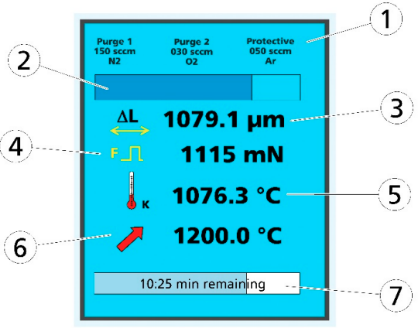 Purge 1 Purge 2 Protective
150 sccm 030 sccm 050 sccm
N2 O2 Ar
1
2
ΔL 1079.1 µm
3
4
F 1115 mN
K 1076.3 °C
5
6
1200.0 °C
10:25 min remaining
7